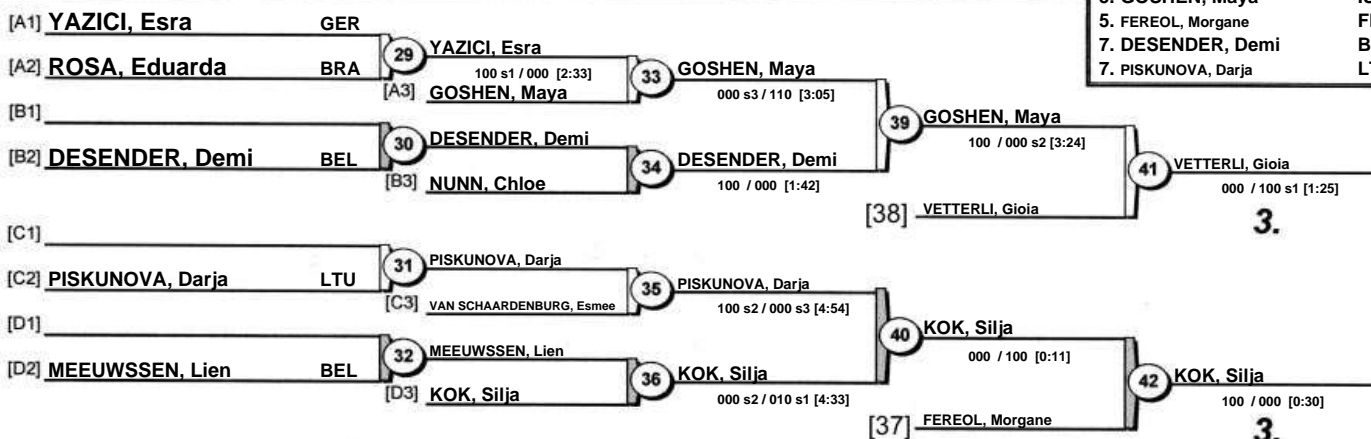 3. GOSHEN, Maya
5. FEREOL, Morgane
7. DESENDER, Demi
7. PISKUNOVA, Darja
[A1] YAZICI, Esra GER
[A2] ROSA, Eduarda BRA
29 YAZICI, Esra
100 s1 / 000 [2:33]
[A3] GOSHEN, Maya
33 GOSHEN, Maya
000 s3 / 110 [3:05]
[B1]
[B2] DESENDER, Demi BEL
30 DESENDER, Demi
[B3] NUNN, Chloe
34 DESENDER, Demi
100 / 000 [1:42]
39 GOSHEN, Maya
100 / 000 s2 [3:24]
[38] VETTERLI, Gioia
41 VETTERLI, Gioia
000 / 100 s1 [1:25]
3.
[C1]
[C2] PISKUNOVA, Darja LTU
31 PISKUNOVA, Darja
[C3] VAN SCHAARDENBURG, Esmee
35 PISKUNOVA, Darja
100 s2 / 000 s3 [4:54]
[D1]
[D2] MEEUWSSEN, Lien BEL
32 MEEUWSSEN, Lien
[D3] KOK, Silja
36 KOK, Silja
000 s2 / 010 s1 [4:33]
40 KOK, Silja
000 / 100 [0:11]
[37] FEREOL, Morgane
42 KOK, Silja
100 / 000 [0:30]
3.